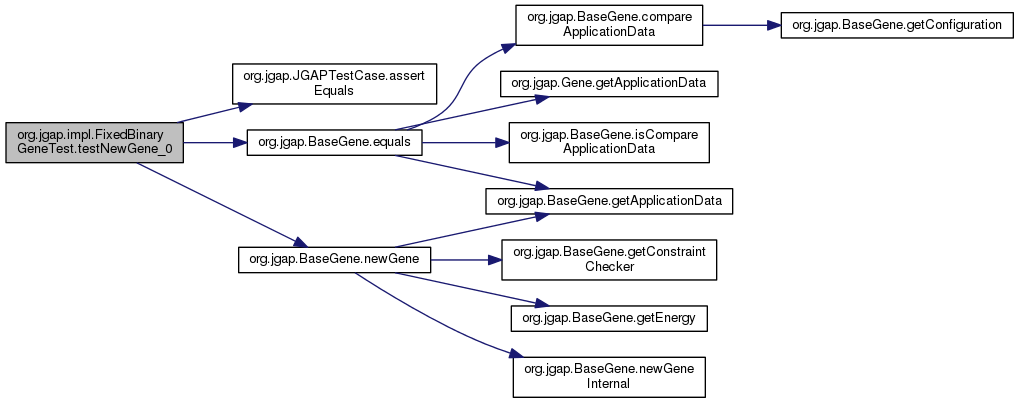 org.jgap.impl.FixedBinary
GeneTest.testNewGene_0
org.jgap.JGAPTestCase.assert
Equals
org.jgap.BaseGene.equals
org.jgap.BaseGene.newGene
org.jgap.BaseGene.compare
ApplicationData
org.jgap.Gene.getApplicationData
org.jgap.BaseGene.isCompare
ApplicationData
org.jgap.BaseGene.getApplicationData
org.jgap.BaseGene.getConstraint
Checker
org.jgap.BaseGene.getEnergy
org.jgap.BaseGene.newGene
Internal
org.jgap.BaseGene.getConfiguration